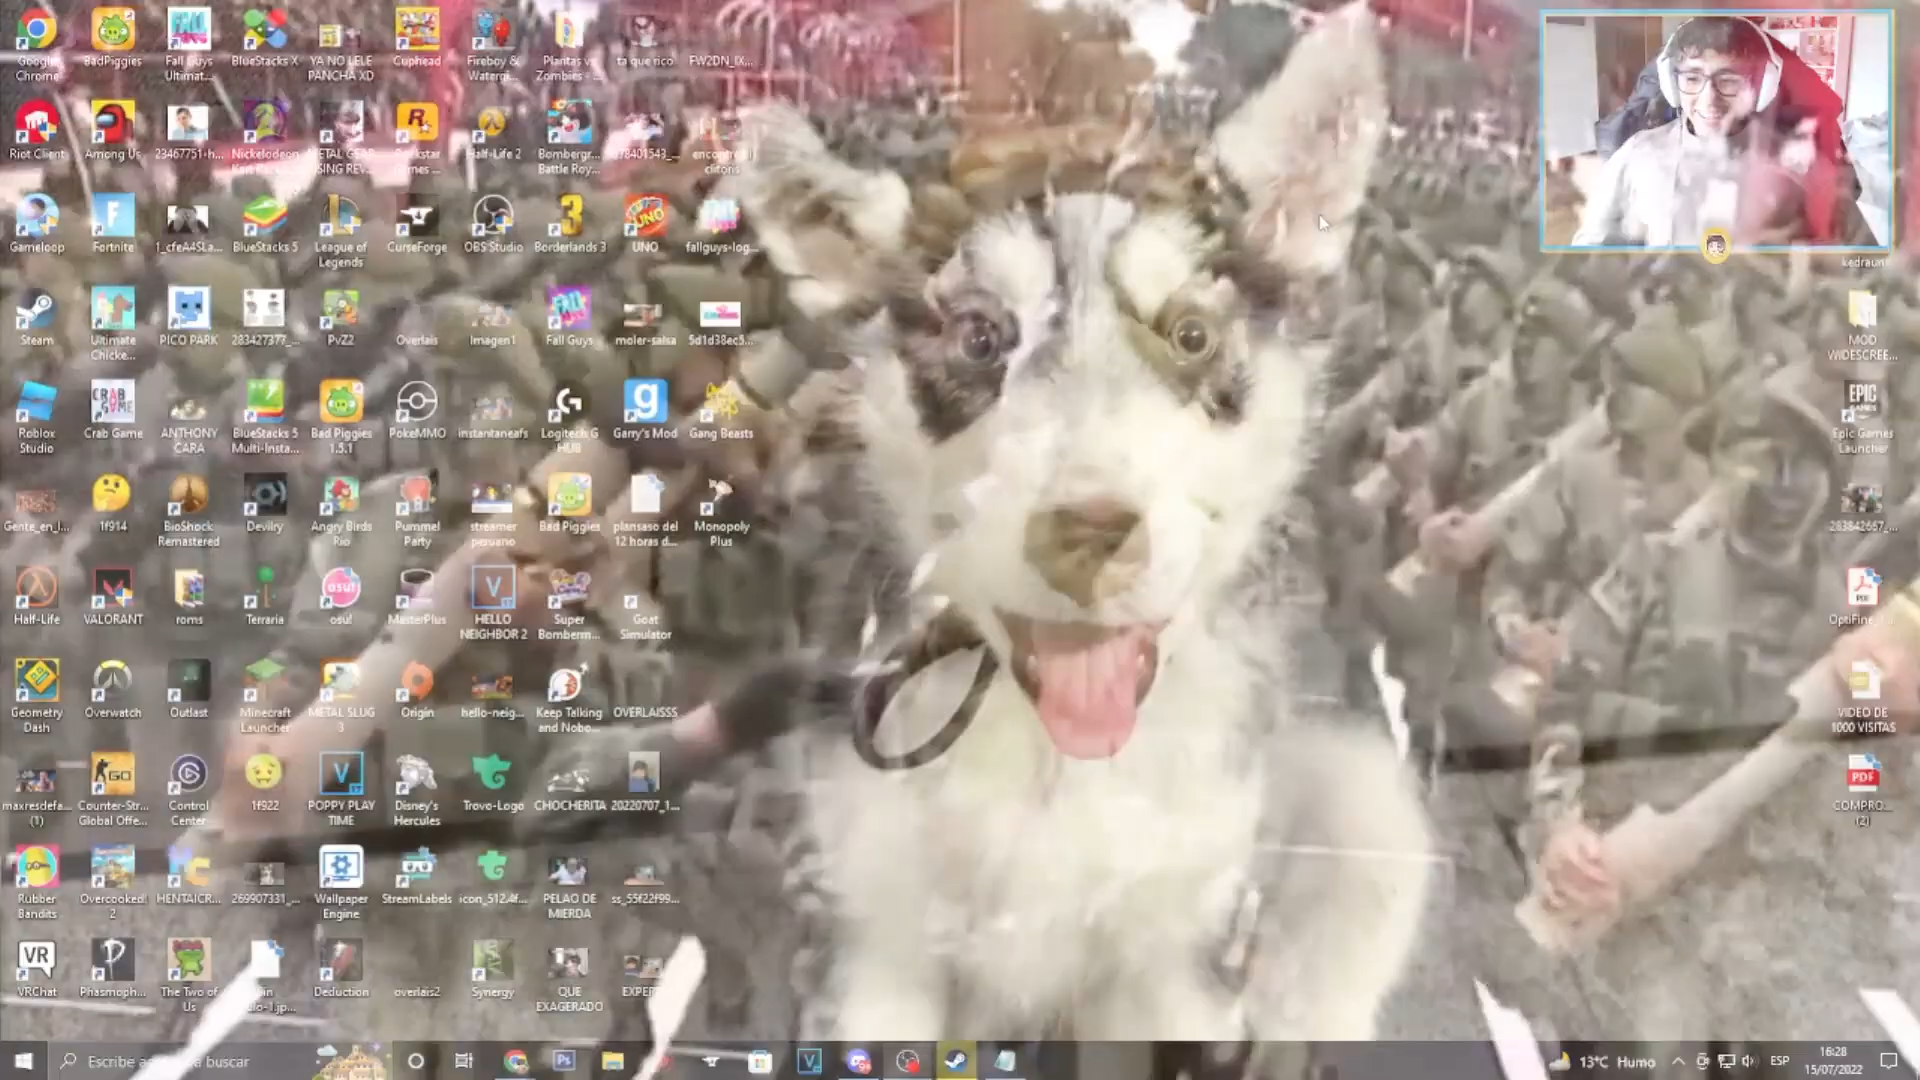 Google Chrome
BadPiggies
Fall Guys Ultimat...
BlueStacks X
YA NO LELE PANCHA XD
Cuphead
Fireboy & Watergi...
Plantas vs Zombies - ...
ta que rico
FW2DN_IX...
Riot Client
Among Us
23467751-h...
Nickelodeon
METAL GEAR
Rockstar Games ...
Half-Life 2
Bombergr... Battle Roy...
78401543_...
encontre
clitoris
Gameloop
Fortnite
1_cfeA4SLa...
BlueStacks 5
League of Legends
CurseForge
OBS Studio
Borderlands 3
UNO
fallguys-log...
kedraun
Steam
Ultimate Chicke...
PICO PARK
283427377_...
PvZ2
Overlais
Imagen1
Fall Guys
moler-salsa
5d1d38ec5...
MOD WIDESCREE...
Roblox Studio
Crab Game
ANTHONY CARA
BlueStacks 5 Multi-Insta...
Bad Piggies 1.5.1
PokeMMO
instantaneafs
Logitech G HUB
Garry's Mod
Gang Beasts
Epic Games Launcher
Gente_en_l...
1f914
BioShock Remastered
Devilry
Angry Birds Rio
Pummel Party
streamer peruano
Bad Piggies
plansaso del 12 horas d...
Monopoly Plus
283842667_...
Half-Life
VALORANT
roms
Terraria
osu!
MasterPlus
HELLO NEIGHBOR 2
Super Bomberm...
Goat Simulator
OptiFine_1...
Geometry Dash
Overwatch
Outlast
Minecraft Launcher
METAL SLUG 3
Origin
hello-neig...
Keep Talking and Nobo...
OVERLAISSS
VIDEO DE 1000 VISITAS
maxresdefa... (1)
Counter-Str... Global Offe...
Control Center
1f922
POPPY PLAY TIME
Disney's Hercules
Trovo-Logo
CHOCHERITA
20220707_1...
COMPRO... (2)
Rubber Bandits
Overcooked! 2
HENTAICR...
269907331_...
Wallpaper Engine
StreamLabels
icon_512.4f...
PELAO DE MIERDA
ss_55f22f99...
VRChat
Phasmoph...
The Two of Us
Deduction
overlais2
Synergy
QUE EXAGERADO
EXPER
Escribe a buscar
13°C Humo
ESP
16:28
15/07/2022